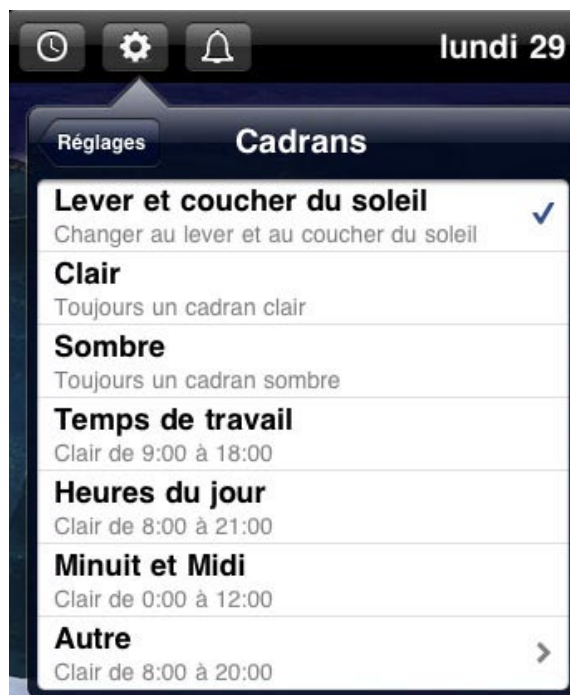 lundi 29
Réglages
Cadrans
Lever et coucher du soleil
Changer au lever et au coucher du soleil
Clair
Toujours un cadran clair
Sombre
Toujours un cadran sombre
Temps de travail
Clair de 9:00 à 18:00
Heures du jour
Clair de 8:00 à 21:00
Minuit et Midi
Clair de 0:00 à 12:00
Autre
Clair de 8:00 à 20:00